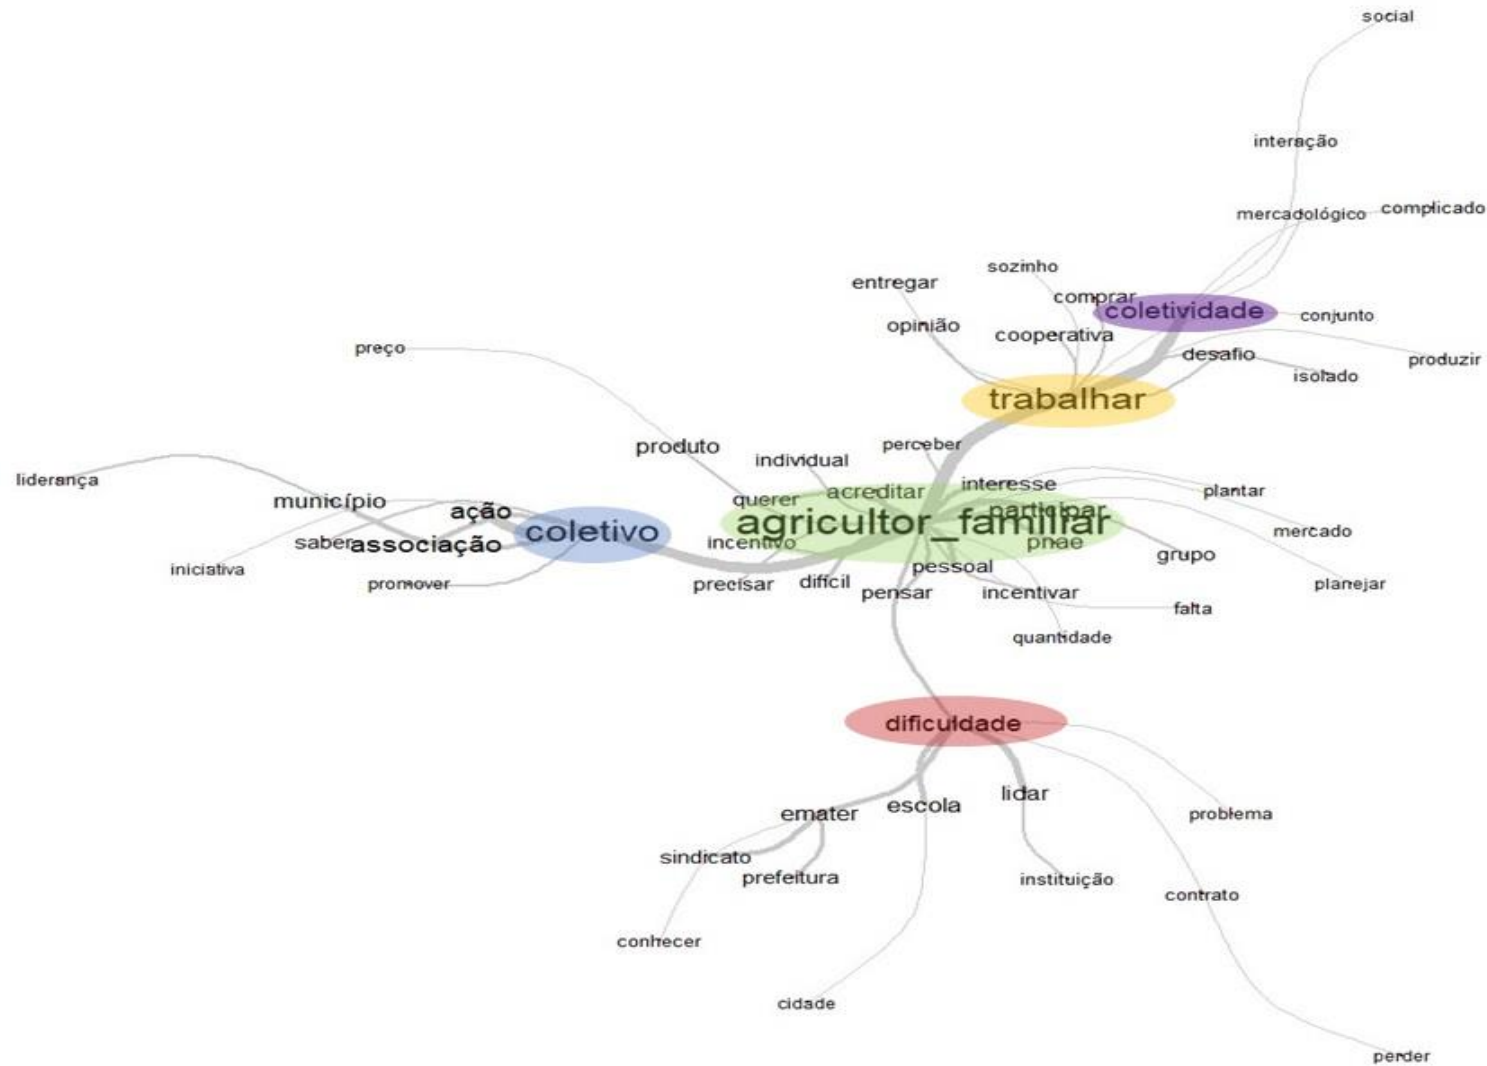 social
interação
mercadológico
complicado
sozinho
entregar
comprar
coletividade
conjunto
opinião
cooperativa
preço
desafio
produzir
isolado
trabalhar
perceber
produto
individual
liderança
interesse
acreditar
querer
plantar
município
ação
participar
agricultor_familiar
coletivo
mercado
saber
associação
incentivo
pnae
grupo
iniciativa
pessoal
promover
precisar
difícil
pensar
incentivar
planejar
falta
quantidade
dificuldade
lidar
escola
emater
problema
sindicato
prefeitura
instituição
contrato
conhecer
cidade
perder